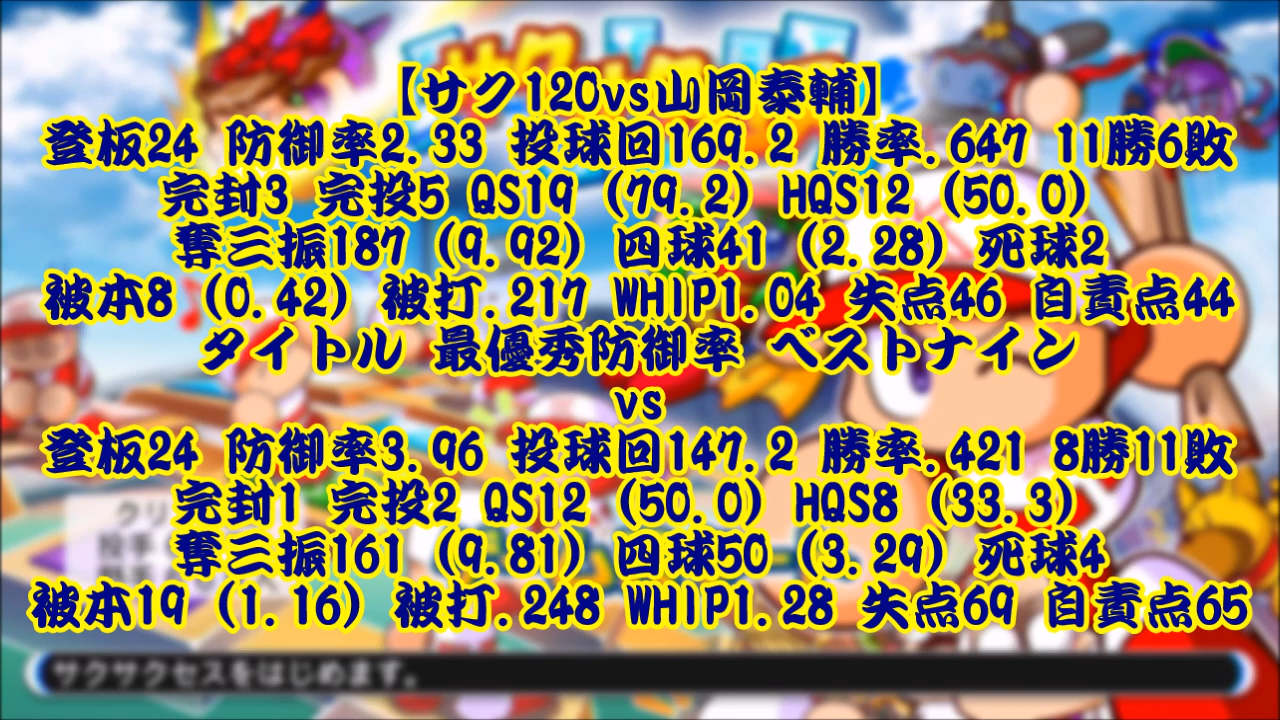 サクサク
【サク120vs山岡泰輔】
登板24 防御率2.33 投球回169.2 勝率.647 11勝6敗
完封3 完投5 QS19 (79.2) HQS12 (50.0)
奪三振187 (9.92) 四球41 (2.28) 死球2
被本8 (0.42) 被打.217 WHIP1.04 失点46 自責点44
タイトル 最優秀防御率 ベストナイン
vs
登板24 防御率3.96 投球回147.2 勝率.421 8勝11敗
完封1 完投2 QS12 (50.0) HQS8 (33.3)
奪三振161 (9.81) 四球50 (3.29) 死球4
被本19 (1.16) 被打.248 WHIP1.28 失点69 自責点65
クリ
投手
サクサクセスをはじめます。